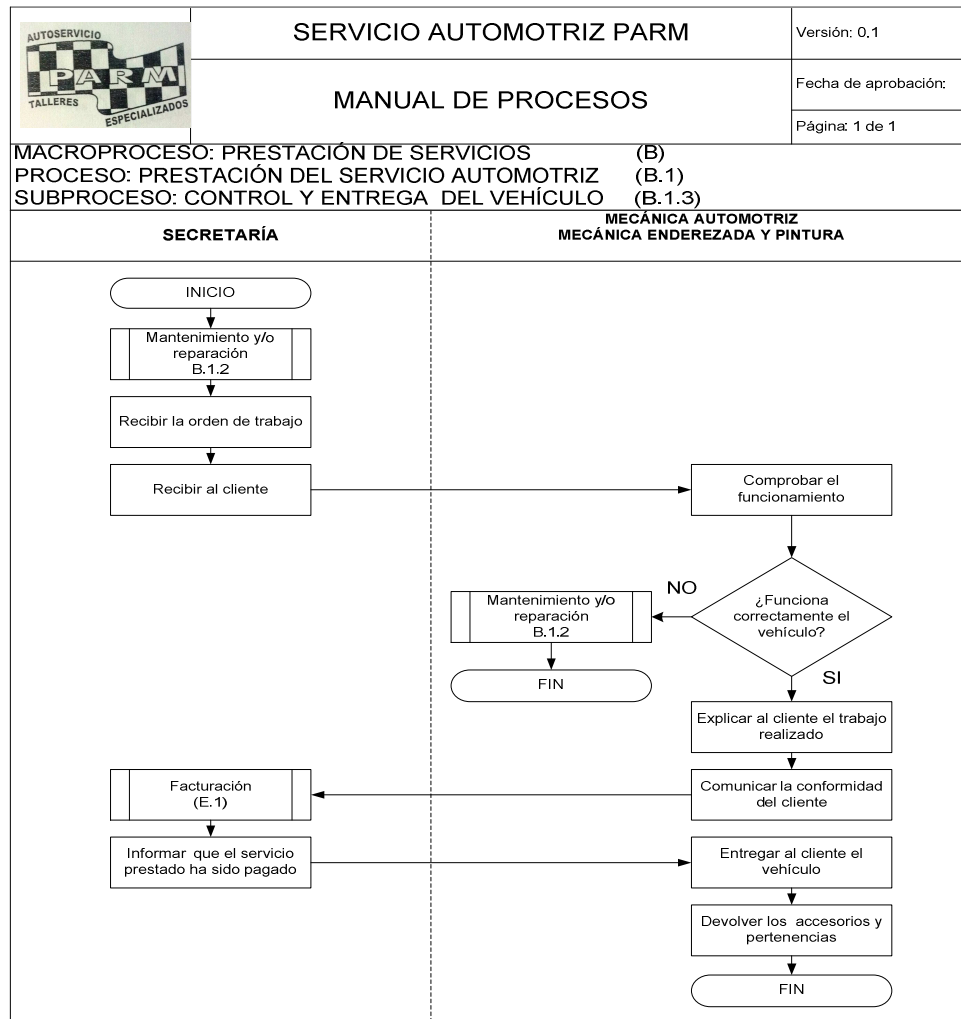 AUTOSERVICIO
PARM
TALLERES
ESPECIALIZADOS
SERVICIO AUTOMOTRIZ PARM
Versión: 0.1
MANUAL DE PROCESOS
Fecha de aprobación:
Página: 1 de 1
MACROPROCESO: PRESTACIÓN DE SERVICIOS (B)
PROCESO: PRESTACIÓN DEL SERVICIO AUTOMOTRIZ (B.1)
SUBPROCESO: CONTROL Y ENTREGA DEL VEHÍCULO (B.1.3)
SECRETARÍA
MECÁNICA AUTOMOTRIZ
MECÁNICA ENDEREZADA Y PINTURA
INICIO
Mantenimiento y/o
reparación
B.1.2
Recibir la orden de trabajo
Recibir al cliente
Comprobar el
funcionamiento
¿Funciona
correctamente el
vehículo?
NO
Mantenimiento y/o
reparación
B.1.2
FIN
SI
Explicar al cliente el trabajo
realizado
Comunicar la conformidad
del cliente
Facturación
(E.1)
Informar que el servicio
prestado ha sido pagado
Entregar al cliente el
vehículo
Devolver los accesorios y
pertenencias
FIN